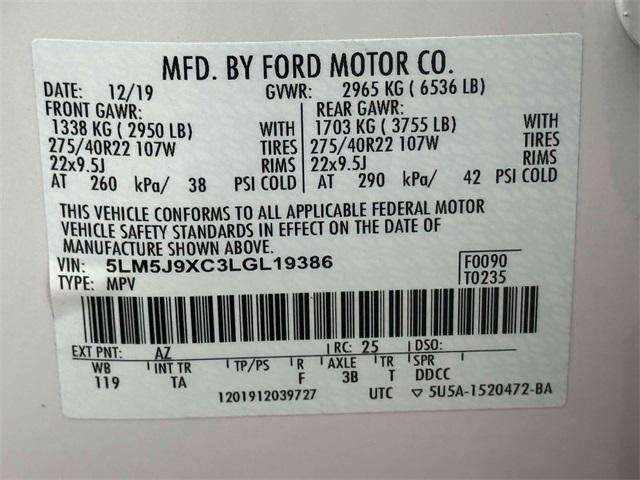 MFD. BY FORD MOTOR CO.
DATE: 12/19 GVWR: 2965 KG ( 6536 LB)
FRONT GAWR: REAR GAWR:
1338 KG ( 2950 LB) WITH 1703 KG ( 3755 LB) WITH
275/40R22 107W TIRES 275/40R22 107W TIRES
22x9.5J RIMS 22x9.5J RIMS
AT 260 kPa/ 38 PSI COLD AT 290 kPa/ 42 PSI COLD
THIS VEHICLE CONFORMS TO ALL APPLICABLE FEDERAL MOTOR
VEHICLE SAFETY STANDARDS IN EFFECT ON THE DATE OF
MANUFACTURE SHOWN ABOVE.
VIN: 5LM5J9XC3LGL19386 F0090
TYPE: MPV T0235
EXT PNT: AZ RC: 25 DSO:
WB INT TR TP/PS R AXLE TR SPR
119 TA F 3B T DDCC
1201912039727 UTC ▽ 5U5A-1520472-BA